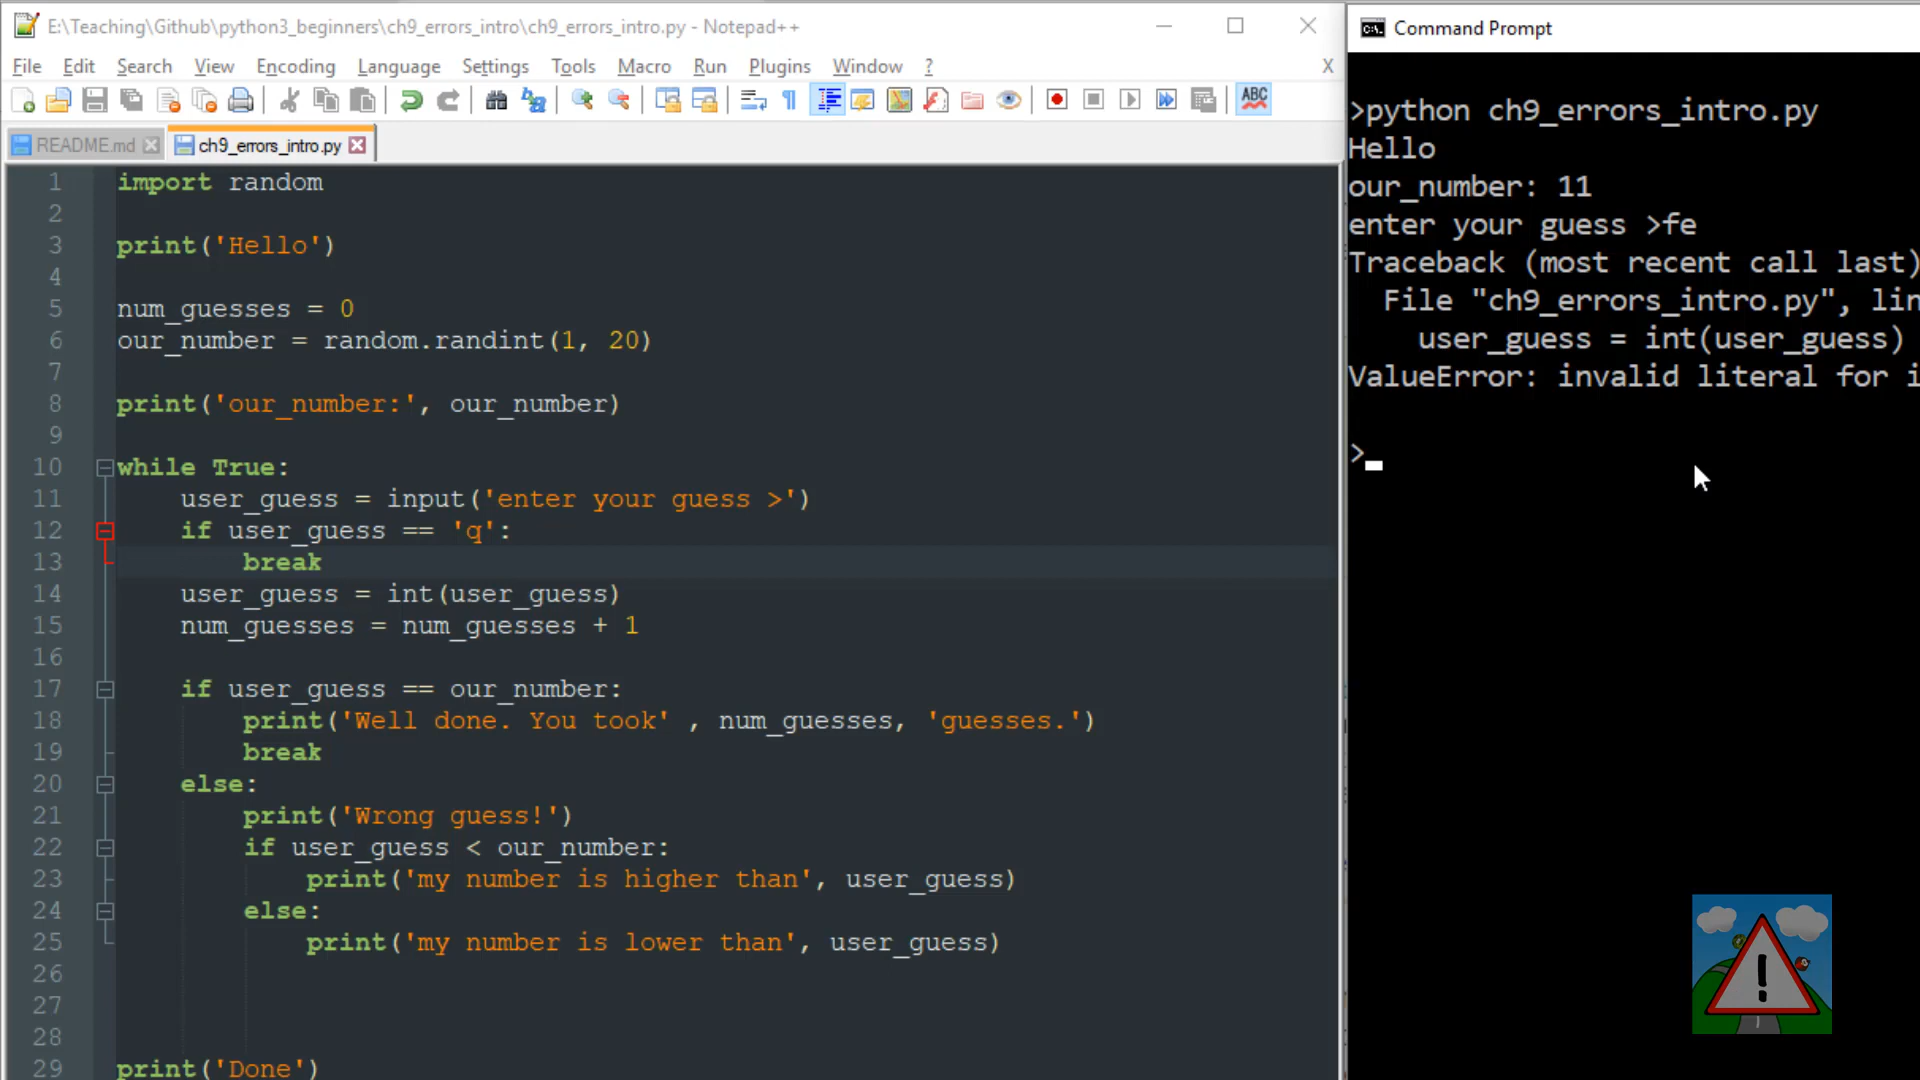 E:\Teaching\Github\python3_beginners\ch9_errors_intro\ch9_errors_intro.py - Notepad++
File Edit Search View Encoding Language Settings Tools Macro Run Plugins Window ? X
ABC
README.md ch9_errors_intro.py
1 import random
2
3 print('Hello')
4
5 num_guesses = 0
6 our_number = random.randint(1, 20)
7
8 print('our_number:', our_number)
9
10 while True:
11 user_guess = input('enter your guess >')
12 if user_guess == 'q':
13 break
14 user_guess = int(user_guess)
15 num_guesses = num_guesses + 1
16
17 if user_guess == our_number:
18 print('Well done. You took' , num_guesses, 'guesses.')
19 break
20 else:
21 print('Wrong guess!')
22 if user_guess < our_number:
23 print('my number is higher than', user_guess)
24 else:
25 print('my number is lower than', user_guess)
26
27
28
29 print('Done')
Command Prompt
>python ch9_errors_intro.py
Hello
our_number: 11
enter your guess >fe
Traceback (most recent call last)
File "ch9_errors_intro.py", lin
user_guess = int(user_guess)
ValueError: invalid literal for i
>